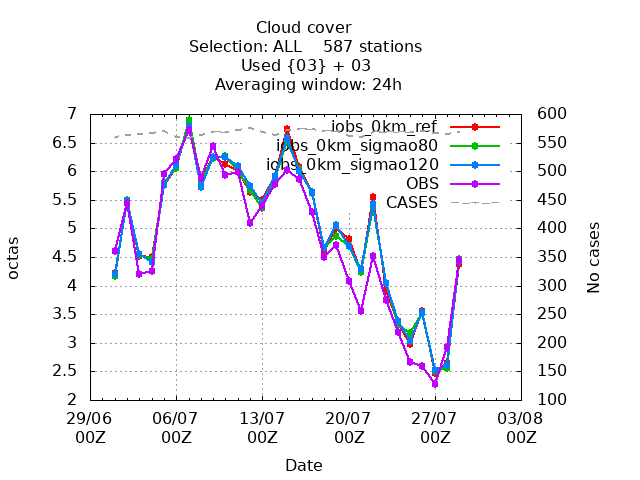 Cloud cover
Selection: ALL    587 stations
Used {03} + 03
Averaging window: 24h
7
6.5
6
5.5
5
4.5
4
3.5
3
2.5
2
octas
600
550
500
450
400
350
300
250
200
150
100
No cases
iobs_0km_ref
iobs_0km_sigmao80
iobs_0km_sigmao120
OBS
CASES
29/06 06/07 13/07 20/07 27/07 03/08
00Z 00Z 00Z 00Z 00Z 00Z
Date